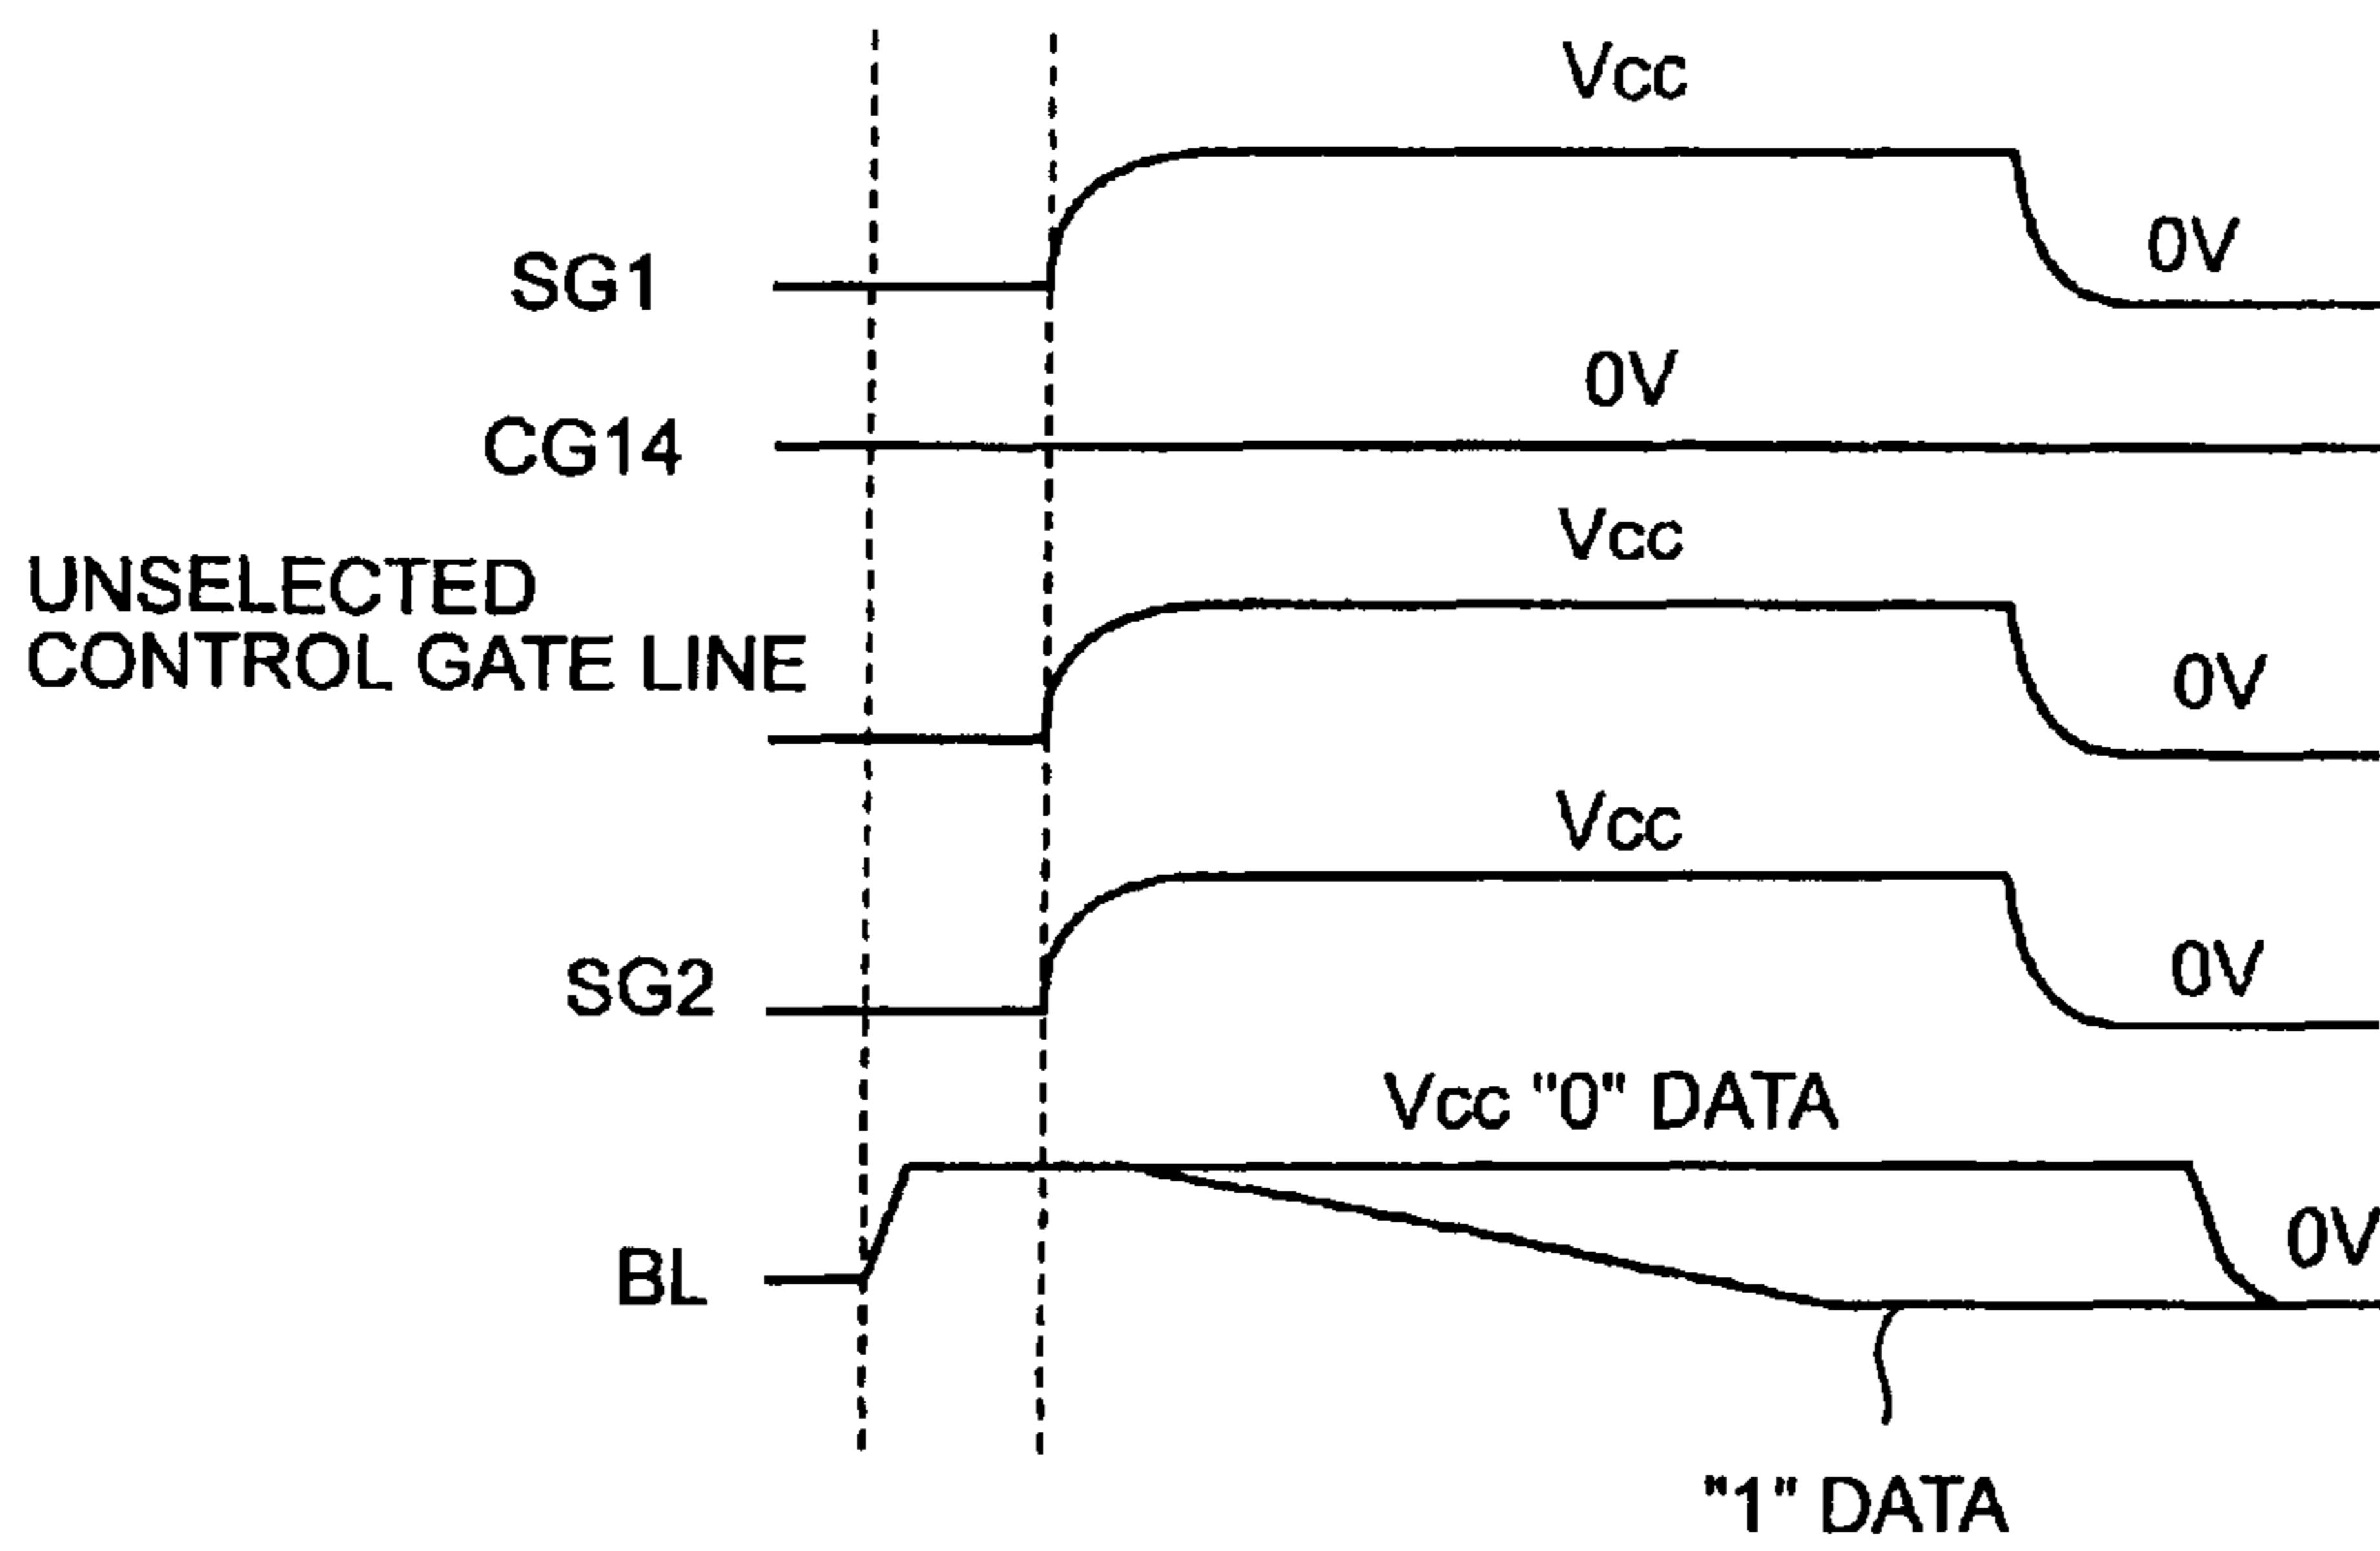 Vcc
SG1
0V
0V
CG14
Vcc
UNSELECTED
CONTROL GATE LINE
0V
Vcc
SG2
0V
Vcc "0" DATA
BL
0V
"1" DATA